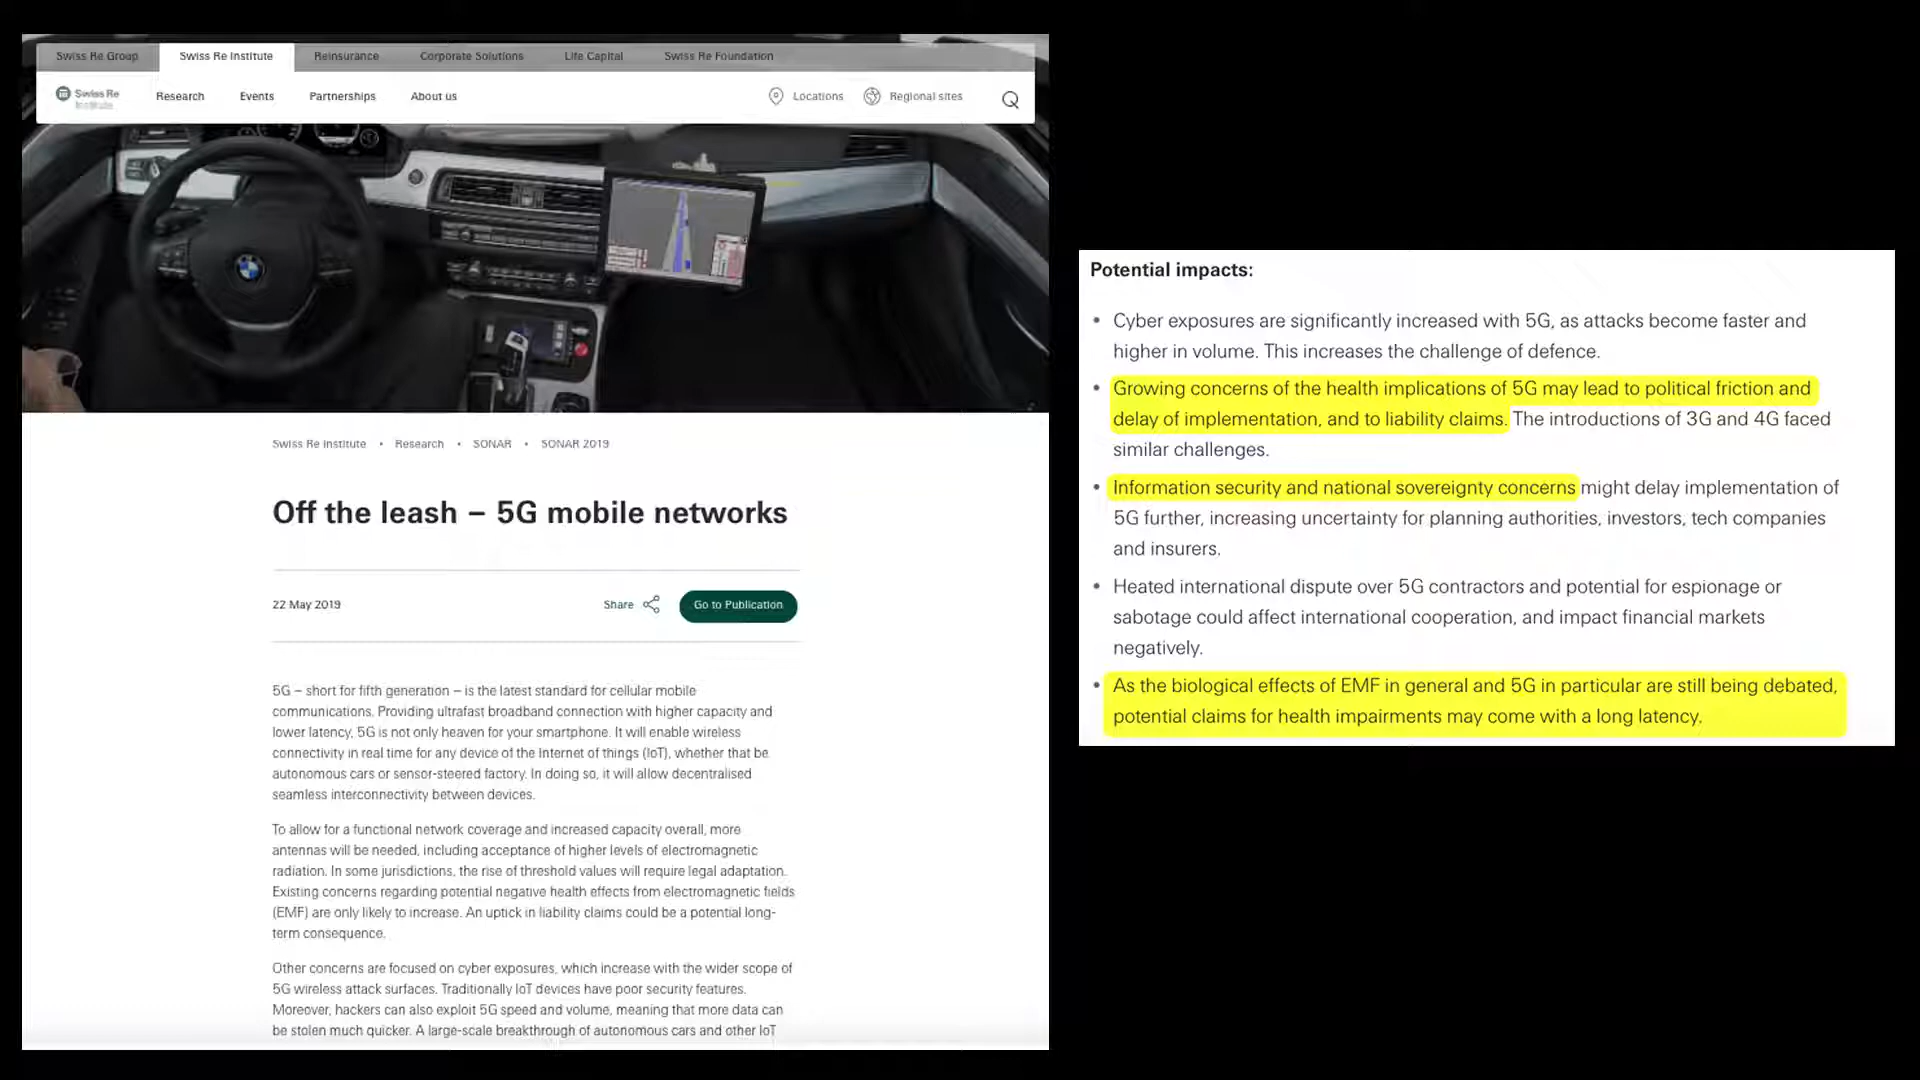 Swiss Re Group Swiss Re Institute Reinsurance Corporate Solutions Life Capital Swiss Re Foundation
Swiss Re
Institute
Research Events Partnerships About us Locations Regional sites
Swiss Re Institute • Research • SONAR • SONAR 2019
Off the leash – 5G mobile networks
22 May 2019 Share Go to Publication
5G – short for fifth generation – is the latest standard for cellular mobile
communications. Providing ultrafast broadband connection with higher capacity and
lower latency, 5G is not only heaven for your smartphone. It will enable wireless
connectivity in real time for any device of the Internet of things (IoT), whether that be
autonomous cars or sensor-steered factory. In doing so, it will allow decentralised
seamless interconnectivity between devices.
To allow for a functional network coverage and increased capacity overall, more
antennas will be needed, including acceptance of higher levels of electromagnetic
radiation. In some jurisdictions, the rise of threshold values will require legal adaptation.
Existing concerns regarding potential negative health effects from electromagnetic fields
(EMF) are only likely to increase. An uptick in liability claims could be a potential long-
term consequence.
Other concerns are focused on cyber exposures, which increase with the wider scope of
5G wireless attack surfaces. Traditionally IoT devices have poor security features.
Moreover, hackers can also exploit 5G speed and volume, meaning that more data can
be stolen much quicker. A large-scale breakthrough of autonomous cars and other IoT
Potential impacts:
• Cyber exposures are significantly increased with 5G, as attacks become faster and
higher in volume. This increases the challenge of defence.
• Growing concerns of the health implications of 5G may lead to political friction and
delay of implementation, and to liability claims. The introductions of 3G and 4G faced
similar challenges.
• Information security and national sovereignty concerns might delay implementation of
5G further, increasing uncertainty for planning authorities, investors, tech companies
and insurers.
• Heated international dispute over 5G contractors and potential for espionage or
sabotage could affect international cooperation, and impact financial markets
negatively.
• As the biological effects of EMF in general and 5G in particular are still being debated,
potential claims for health impairments may come with a long latency.